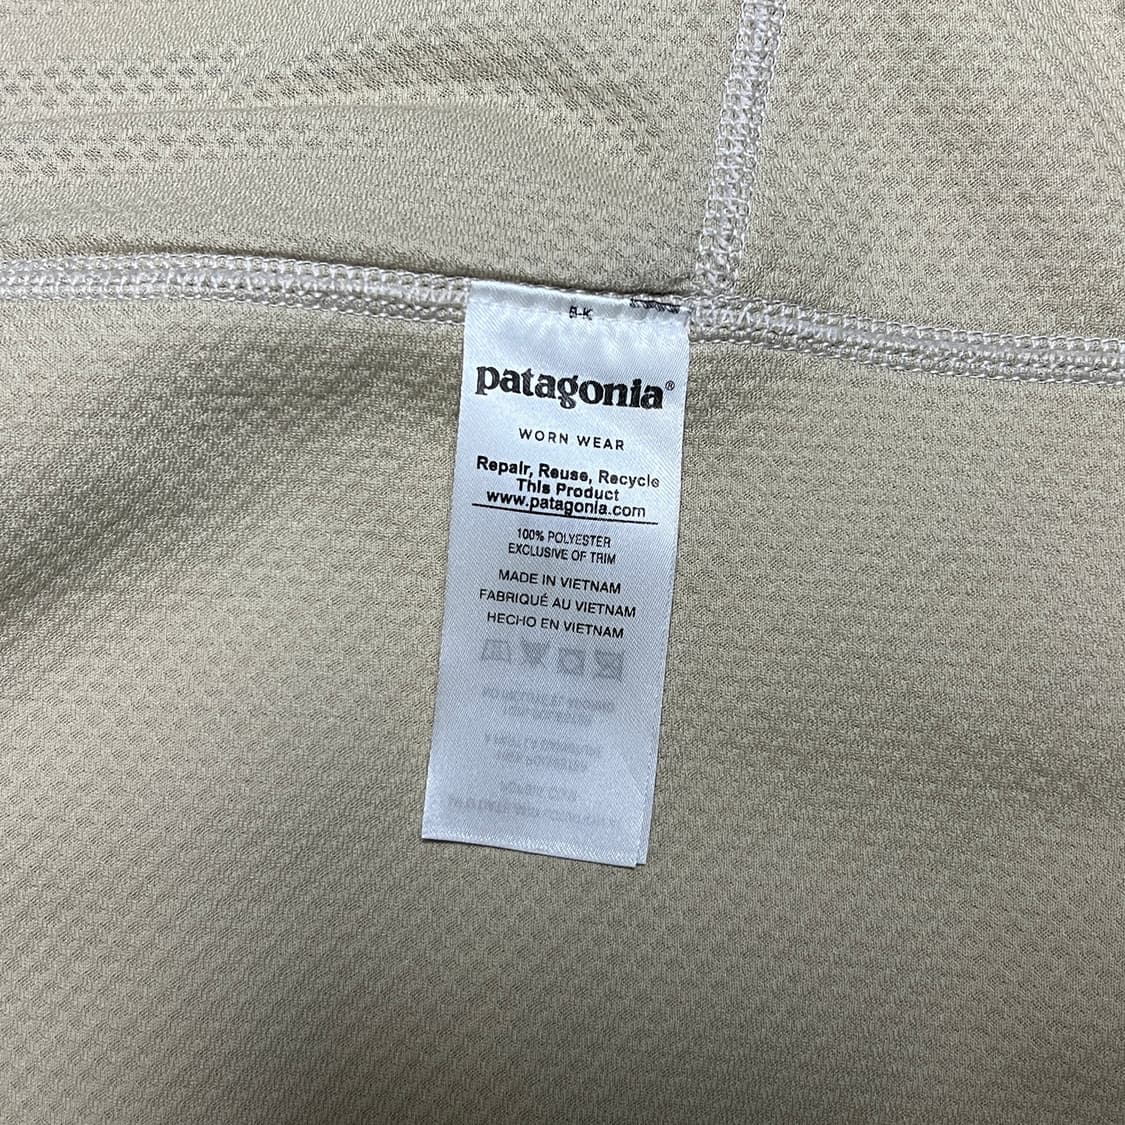 patagonia®
WORN WEAR
Repair, Reuse, Recycle
This Product
www.patagonia.com
100% POLYESTER
EXCLUSIVE OF TRIM
MADE IN VIETNAM
FABRIQUÉ AU VIETNAM
HECHO EN VIETNAM